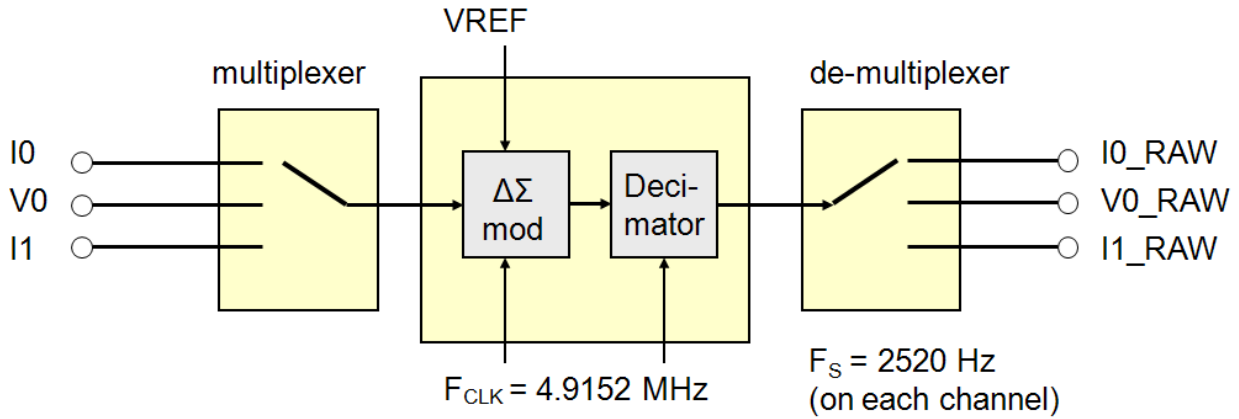 VREF
multiplexer
de-multiplexer
I0
V0
I1
ΔΣ
mod
Deci-
mator
I0_RAW
V0_RAW
I1_RAW
FCLK = 4.9152 MHz
FS = 2520 Hz
(on each channel)